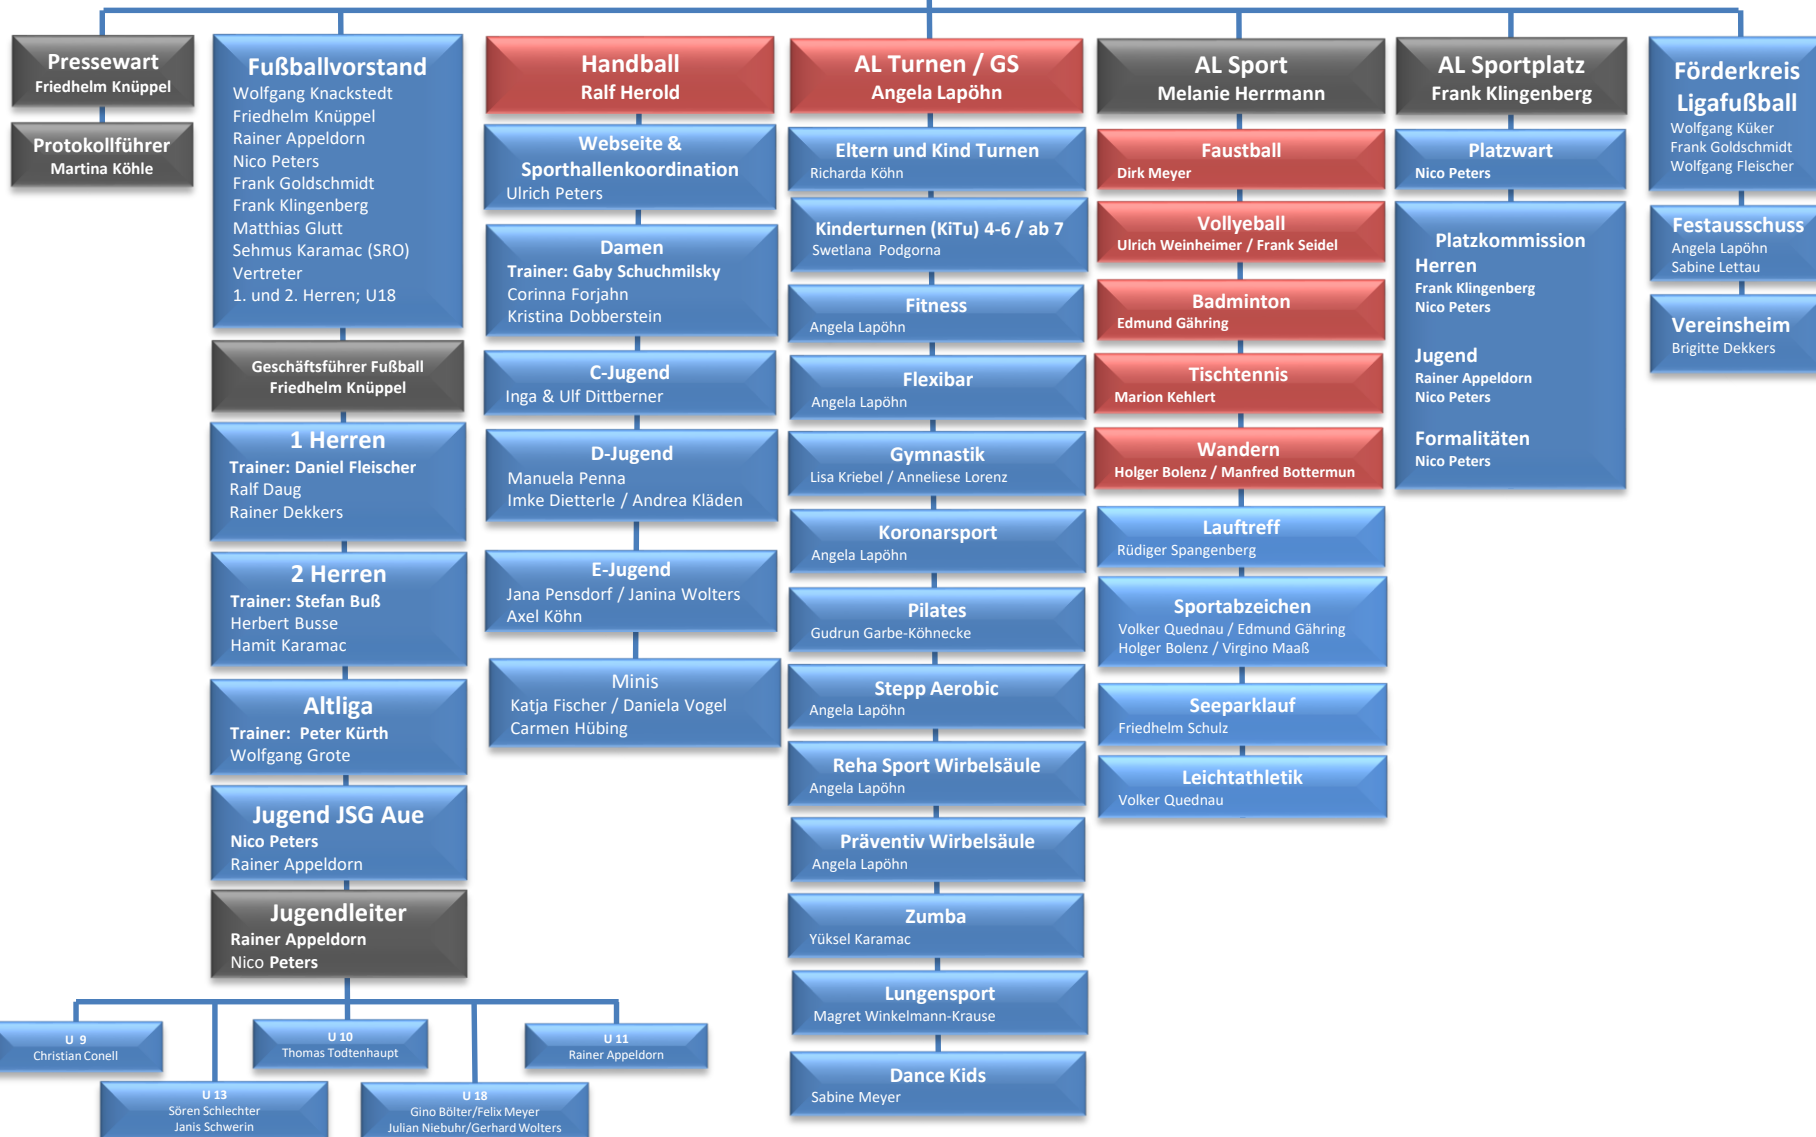 Pressewart
Friedhelm Knüppel
Protokollführer
Martina Köhle
Fußballvorstand
Wolfgang Knackstedt
Friedhelm Knüppel
Rainer Appeldorn
Nico Peters
Frank Goldschmidt
Frank Klingenberg
Matthias Glutt
Sehmus Karamac (SRO)
Vertreter
1. und 2. Herren; U18
Geschäftsführer Fußball
Friedhelm Knüppel
1 Herren
Trainer: Daniel Fleischer
Ralf Daug
Rainer Dekkers
2 Herren
Trainer: Stefan Buß
Herbert Busse
Hamit Karamac
Altliga
Trainer: Peter Kürth
Wolfgang Grote
Jugend JSG Aue
Nico Peters
Rainer Appeldorn
Jugendleiter
Rainer Appeldorn
Nico Peters
U 9
Christian Conell
U 10
Thomas Todtenhaupt
U 11
Rainer Appeldorn
U 13
Sören Schlechter
Janis Schwerin
U 18
Gino Bölter/Felix Meyer
Julian Niebuhr/Gerhard Wolters
Handball
Ralf Herold
Webseite &
Sporthallenkoordination
Ulrich Peters
Damen
Trainer: Gaby Schuchmilsky
Corinna Forjahn
Kristina Dobberstein
C-Jugend
Inga & Ulf Dittberner
D-Jugend
Manuela Penna
Imke Dietterle / Andrea Kläden
E-Jugend
Jana Pensdorf / Janina Wolters
Axel Köhn
Minis
Katja Fischer / Daniela Vogel
Carmen Hübing
AL Turnen / GS
Angela Lapöhn
Eltern und Kind Turnen
Richarda Köhn
Kinderturnen (KiTu) 4-6 / ab 7
Swetlana Podgorna
Fitness
Angela Lapöhn
Flexibar
Angela Lapöhn
Gymnastik
Lisa Kriebel / Anneliese Lorenz
Koronarsport
Angela Lapöhn
Pilates
Gudrun Garbe-Köhnecke
Stepp Aerobic
Angela Lapöhn
Reha Sport Wirbelsäule
Angela Lapöhn
Präventiv Wirbelsäule
Angela Lapöhn
Zumba
Yüksel Karamac
Lungensport
Magret Winkelmann-Krause
Dance Kids
Sabine Meyer
AL Sport
Melanie Herrmann
Faustball
Dirk Meyer
Vollyeball
Ulrich Weinheimer / Frank Seidel
Badminton
Edmund Gähring
Tischtennis
Marion Kehlert
Wandern
Holger Bolenz / Manfred Bottermun
Lauftreff
Rüdiger Spangenberg
Sportabzeichen
Volker Quednau / Edmund Gähring
Holger Bolenz / Virgino Maaß
Seeparklauf
Friedhelm Schulz
Leichtathletik
Volker Quednau
AL Sportplatz
Frank Klingenberg
Platzwart
Nico Peters
Platzkommission
Herren
Frank Klingenberg
Nico Peters
Jugend
Rainer Appeldorn
Nico Peters
Formalitäten
Nico Peters
Förderkreis
Ligafußball
Wolfgang Küker
Frank Goldschmidt
Wolfgang Fleischer
Festausschuss
Angela Lapöhn
Sabine Lettau
Vereinsheim
Brigitte Dekkers